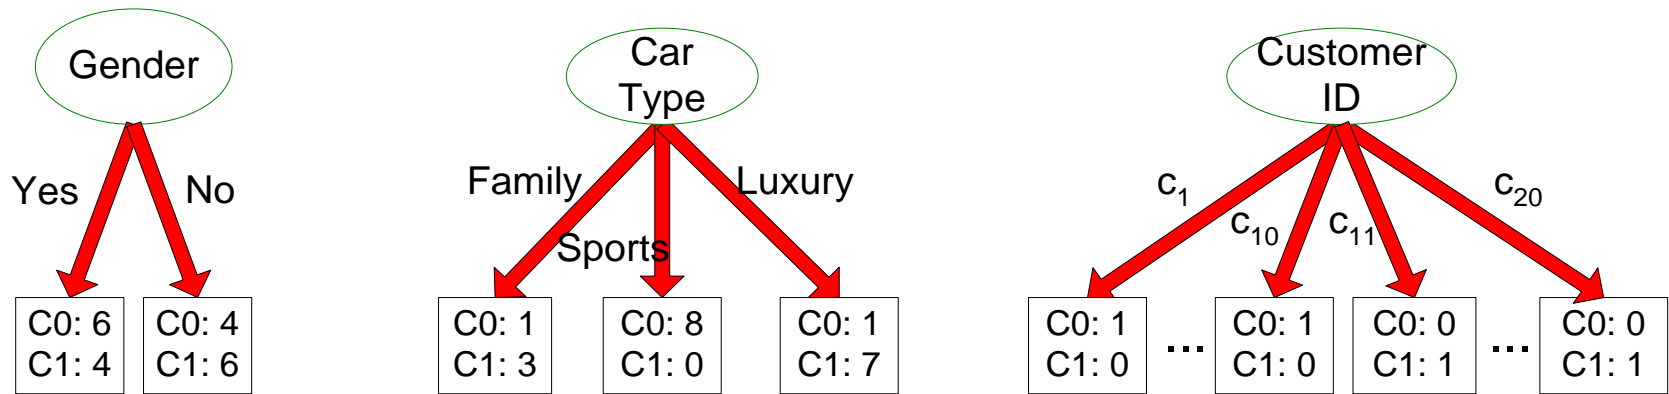 Gender
Yes
No
C0: 6
C1: 4
C0: 4
C1: 6
Car
Type
Family
Sports
Luxury
C0: 1
C1: 3
C0: 8
C1: 0
C0: 1
C1: 7
Customer
ID
c1
c10
c11
c20
C0: 1
C1: 0
...
C0: 1
C1: 0
C0: 0
C1: 1
...
C0: 0
C1: 1